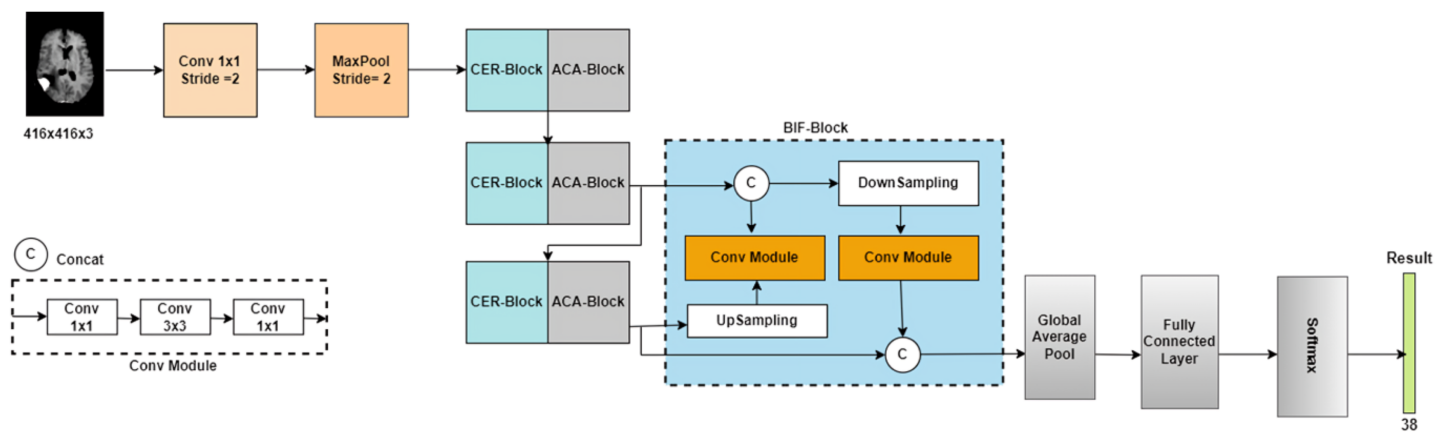 416x416x3
Conv 1x1
Stride =2
MaxPool
Stride= 2
CER-Block
ACA-Block
CER-Block
ACA-Block
CER-Block
ACA-Block
BIF-Block
C
DownSampling
Conv Module
Conv Module
UpSampling
C
C
Concat
Conv
1x1
Conv
3x3
Conv
1x1
Conv Module
Global
Average
Pool
Fully
Connected
Layer
Softmax
Result
38